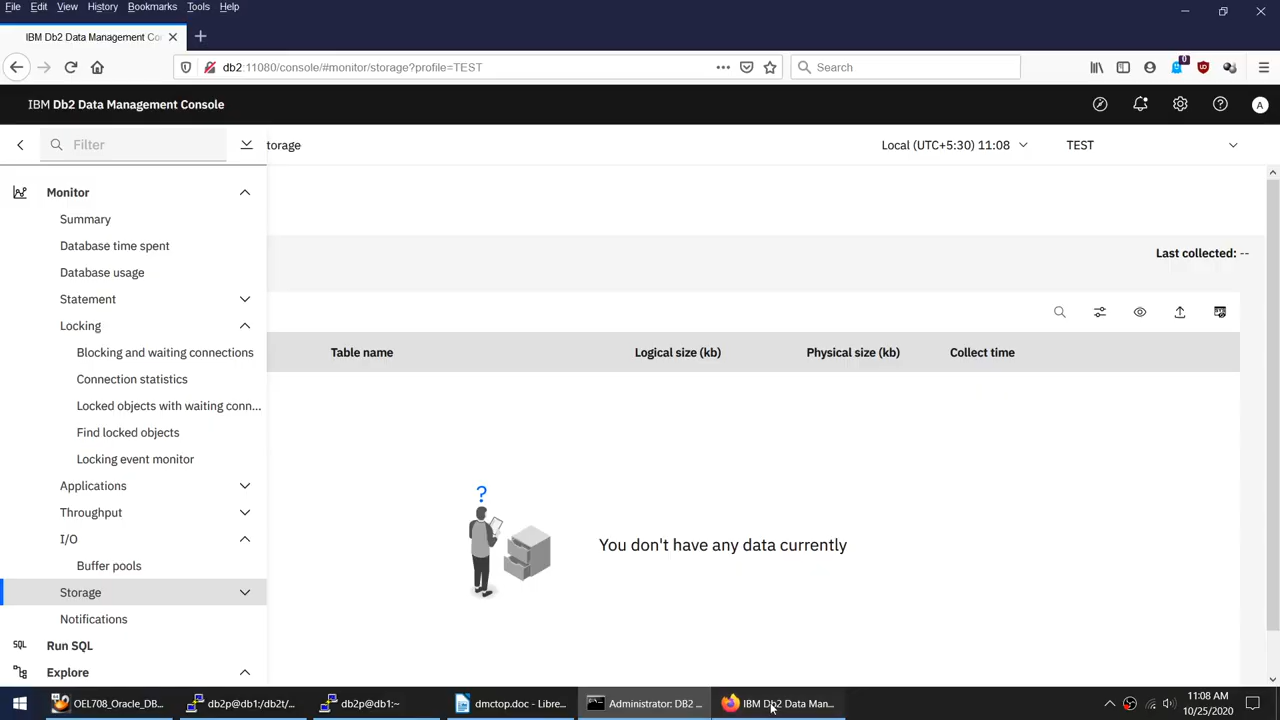 File Edit View History Bookmarks Tools Help
IBM Db2 Data Management Co
db2:11080/console/#monitor/storage?profile=TEST
Search
0
IBM Db2 Data Management Console
A
Filter
torage
Local (UTC+5:30) 11:08
TEST
Monitor
Summary
Last collected: --
Database time spent
Database usage
Statement
Locking
Table name
Logical size (kb)
Physical size (kb)
Collect time
Blocking and waiting connections
Connection statistics
Locked objects with waiting conn...
Find locked objects
Locking event monitor
Applications
?
Throughput
I/O
You don't have any data currently
Buffer pools
Storage
Notifications
SQL Run SQL
Explore
OEL708_Oracle_DB...
db2p@db1:/db2t/...
db2p@db1:~
dmctop.doc - Libre...
Administrator: DB2 ...
IBM Db2 Data Man...
11:08 AM
10/25/2020